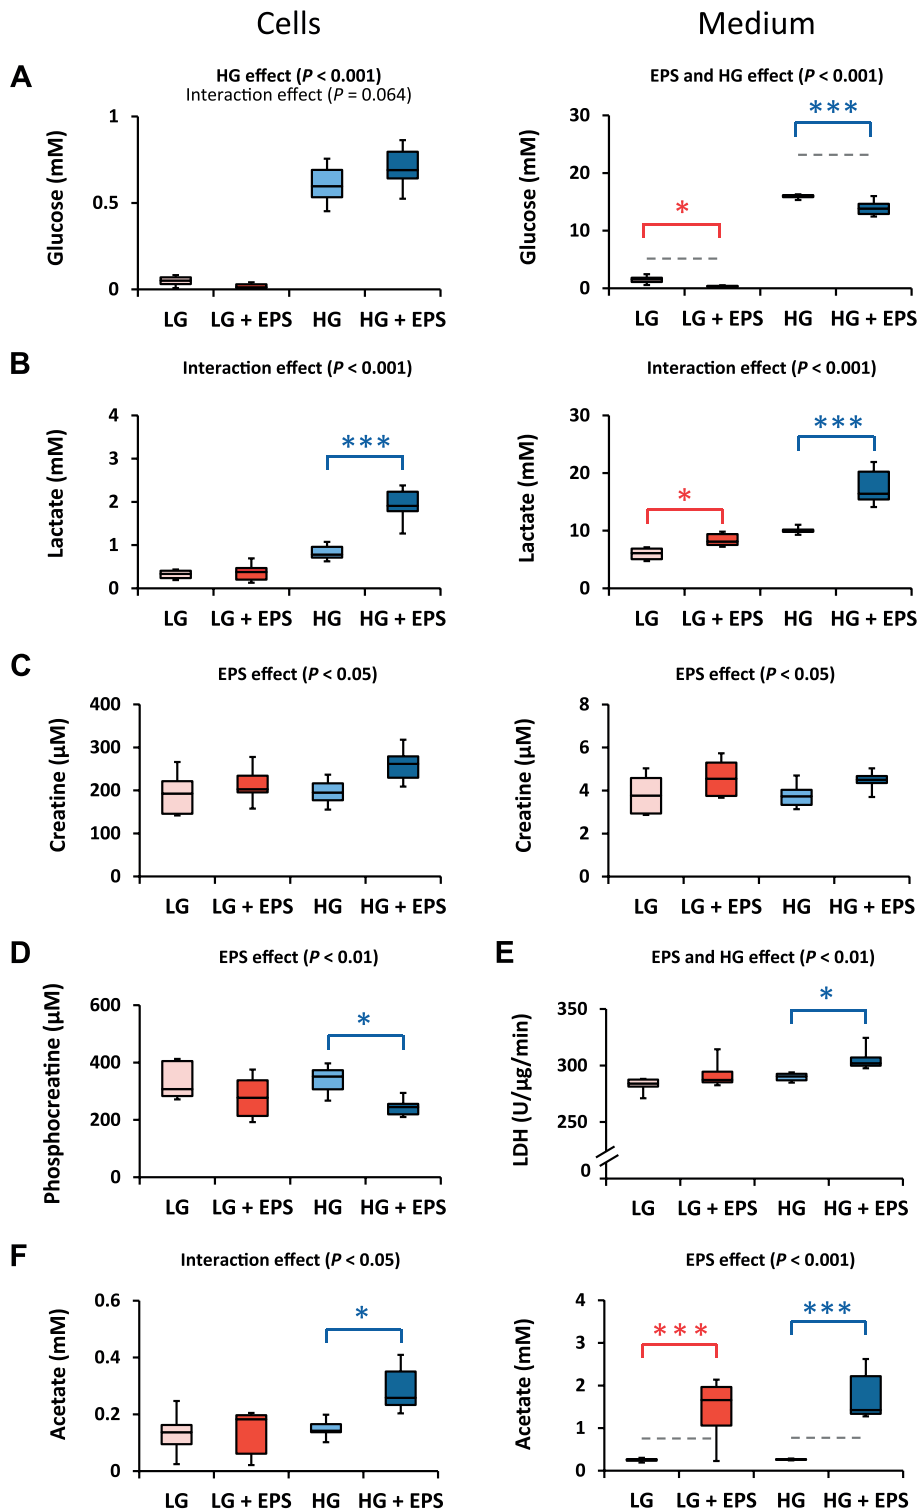 Cells
Medium
A
HG effect (P < 0.001)
Interaction effect (P = 0.064)
Glucose (mM)
1
0.5
0
LG
LG + EPS
HG
HG + EPS
EPS and HG effect (P < 0.001)
Glucose (mM)
30
20
10
0
***
*
LG
LG + EPS
HG
HG + EPS
B
Interaction effect (P < 0.001)
Lactate (mM)
4
3
2
1
0
***
LG
LG + EPS
HG
HG + EPS
Interaction effect (P < 0.001)
Lactate (mM)
30
20
10
0
***
*
LG
LG + EPS
HG
HG + EPS
C
EPS effect (P < 0.05)
Creatine (µM)
400
300
200
100
0
LG
LG + EPS
HG
HG + EPS
EPS effect (P < 0.05)
Creatine (µM)
8
6
4
2
0
LG
LG + EPS
HG
HG + EPS
D
EPS effect (P < 0.01)
Phosphocreatine (µM)
600
400
200
0
*
LG
LG + EPS
HG
HG + EPS
E
EPS and HG effect (P < 0.01)
LDH (U/µg/min)
350
300
250
0
*
LG
LG + EPS
HG
HG + EPS
F
Interaction effect (P < 0.05)
Acetate (mM)
0.6
0.4
0.2
0
*
LG
LG + EPS
HG
HG + EPS
EPS effect (P < 0.001)
Acetate (mM)
4
3
2
1
0
***
***
LG
LG + EPS
HG
HG + EPS